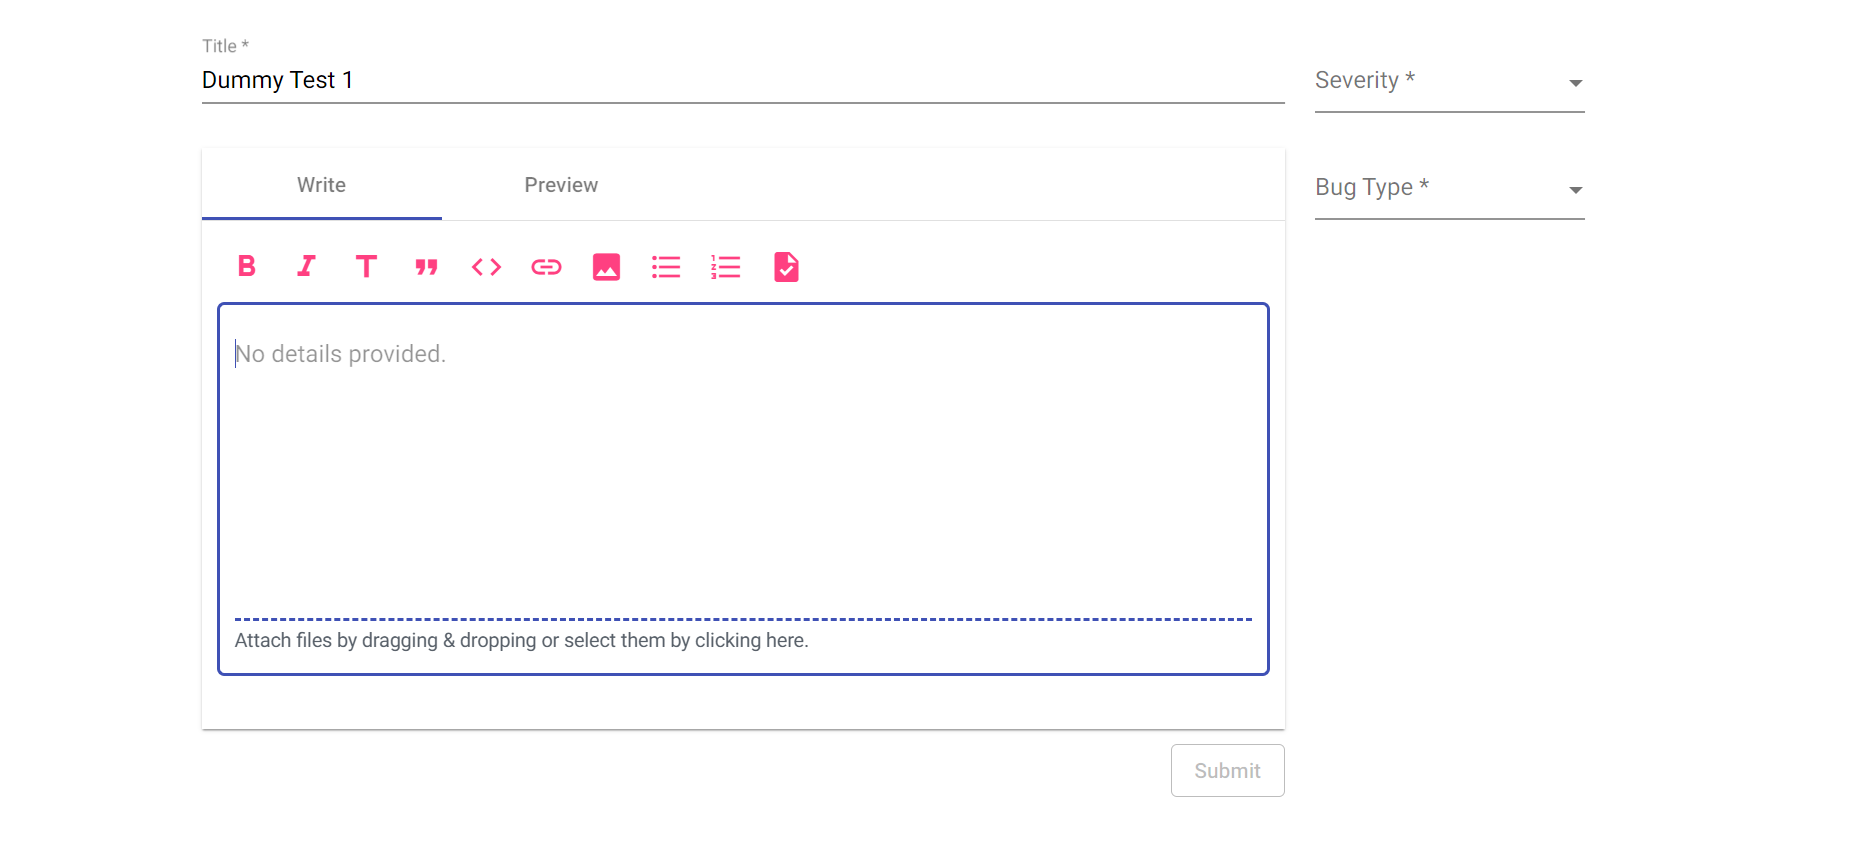 Title *
Dummy Test 1
Severity *
Write
Preview
Bug Type *
No details provided.
Attach files by dragging & dropping or select them by clicking here.
Submit